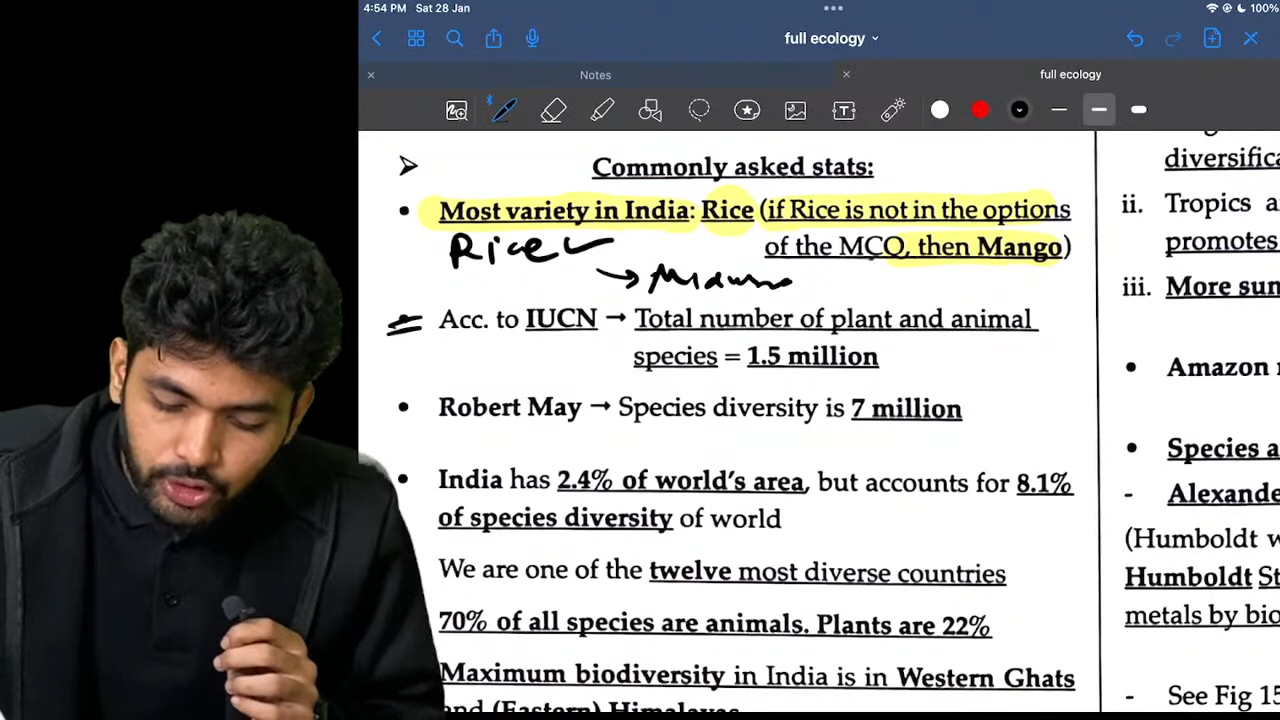 4:54 PM Sat 28 Jan
100%
full ecology
Notes
full ecology
Commonly asked stats:
• Most variety in India: Rice (if Rice is not in the options
of the MCQ, then Mango)
Rice
Acc. to IUCN → Total number of plant and animal
species = 1.5 million
• Robert May → Species diversity is 7 million
• India has 2.4% of world's area, but accounts for 8.1%
of species diversity of world
We are one of the twelve most diverse countries
70% of all species are animals. Plants are 22%
Maximum biodiversity in India is in Western Ghats
and (Eastern) Himalayas
diversific
ii. Tropics a
promotes
iii. More sun
• Amazon
• Species a
- Alexande
(Humboldt w
Humboldt St
metals by bio
- See Fig 15